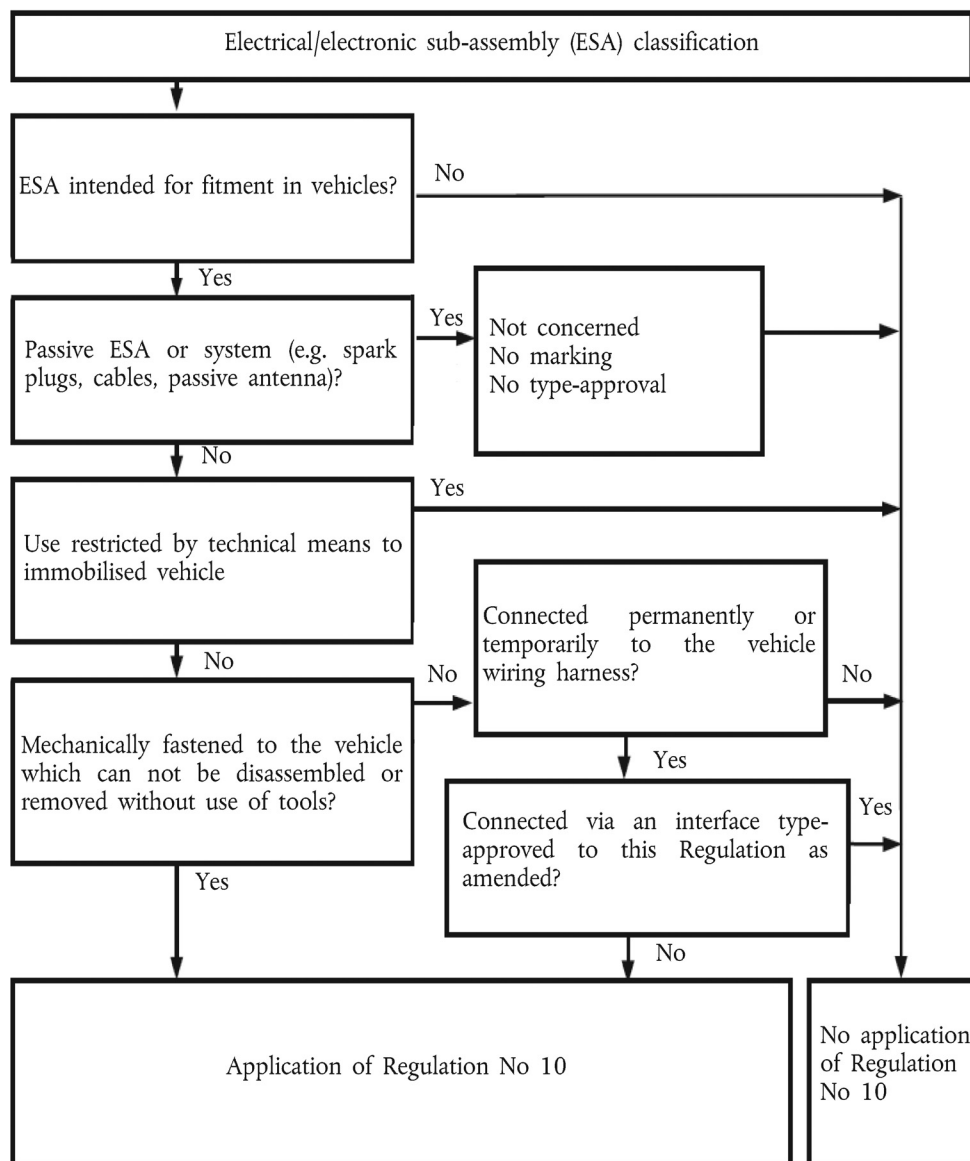 Electrical/electronic sub-assembly (ESA) classification
ESA intended for fitment in vehicles?
No
Yes
Passive ESA or system (e.g. spark
plugs, cables, passive antenna)?
Yes
Not concerned
No marking
No type-approval
No
Yes
Use restricted by technical means to
immobilised vehicle
Connected permanently or
temporarily to the vehicle
wiring harness?
No
No
No
Mechanically fastened to the vehicle
which can not be disassembled or
removed without use of tools?
Yes
Connected via an interface type-
approved to this Regulation as
amended?
Yes
Yes
No
Application of Regulation No 10
No application
of Regulation
No 10